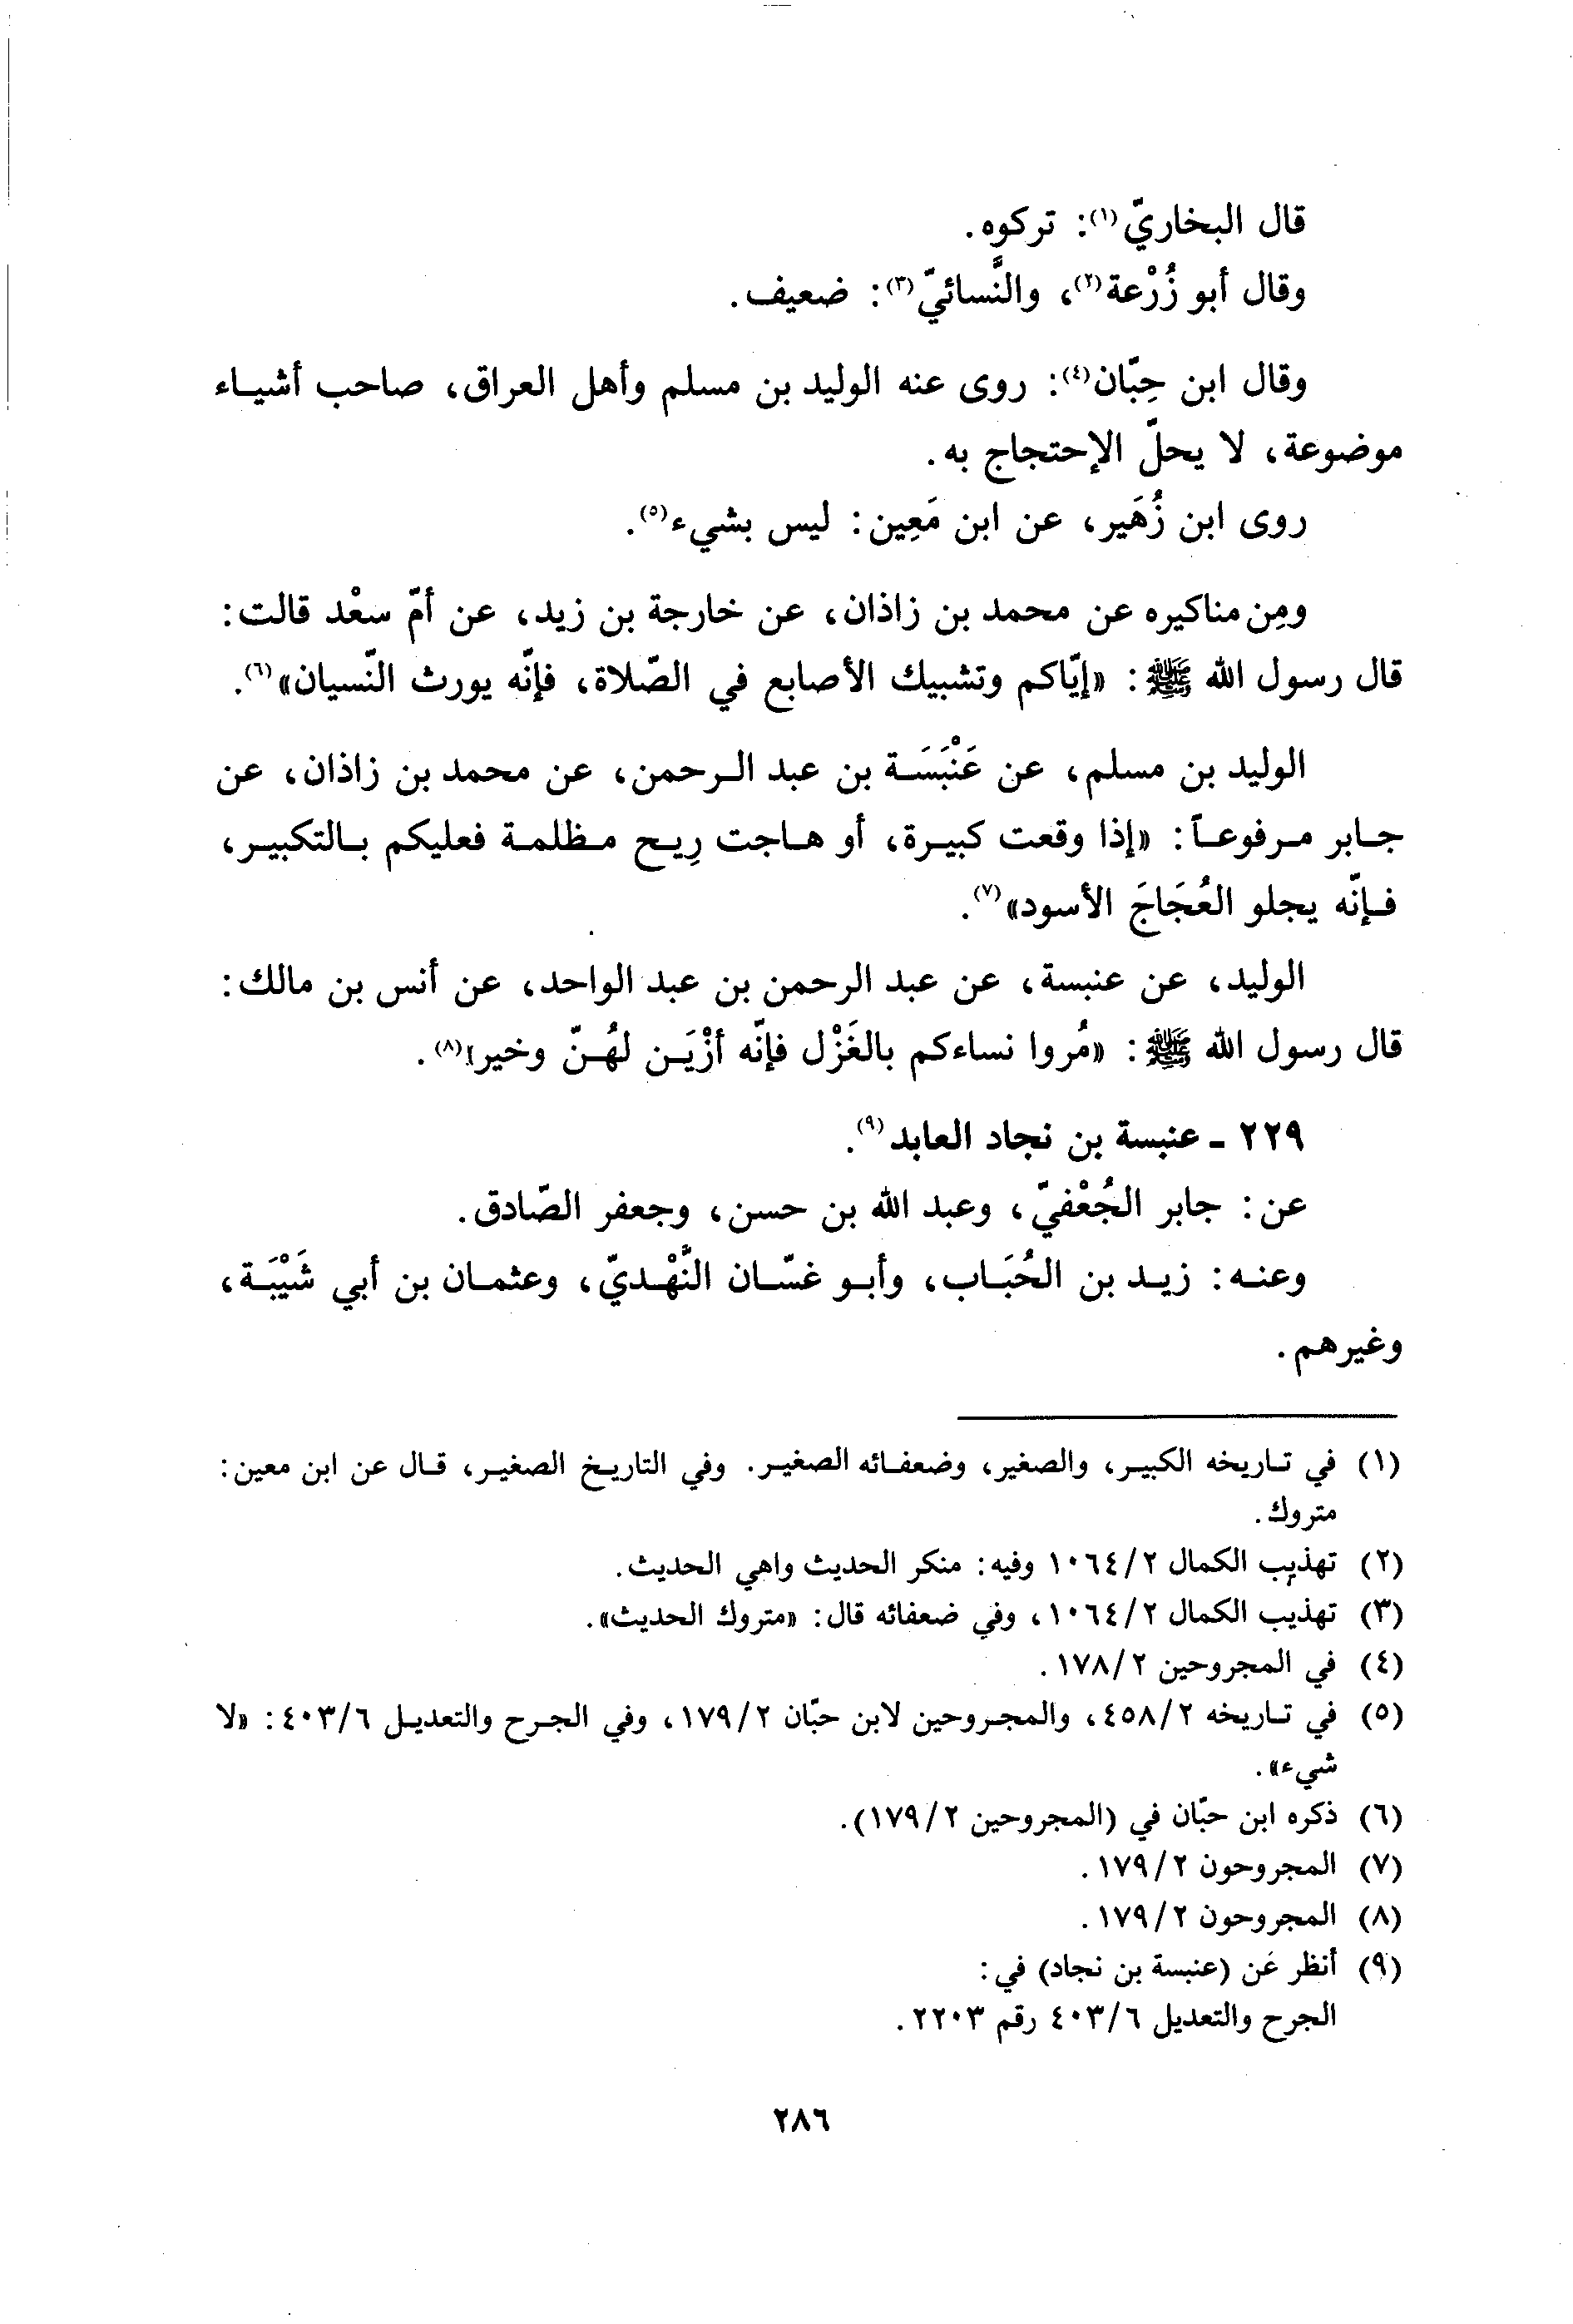 قال البخاريّ(١): تركوه.
وقال أبو زُرْعة(٢)، والنَّسائيّ(٣): ضعيف.
وقال ابن حِبّان(٤): روى عنه الوليد بن مسلم وأهل العراق، صاحب أشياء
موضوعة، لا يحلّ الإحتجاج به.
روى ابن زُهَير، عن ابن مَعِين: ليس بشيء(٥).
ومِن مناكيره عن محمد بن زاذان، عن خارجة بن زيد، عن أمّ سعْد قالت:
قال رسول الله ﷺ: «إيّاكم وتشبيك الأصابع في الصّلاة، فإنّه يورث النّسيان»(٦).
الوليد بن مسلم، عن عَنْبَسَة بن عبد الرحمن، عن محمد بن زاذان، عن
جابر مرفوعاً: «إذا وقعت كبيرة، أو هاجت رِيح مظلمة فعليكم بالتكبير،
فإنّه يجلو العُجَاجَ الأسود»(٧).
الوليد، عن عنبسة، عن عبد الرحمن بن عبد الواحد، عن أنس بن مالك:
قال رسول الله ﷺ: «مُروا نساءكم بالغَزْل فإنّه أزْيَن لهُنّ وخير»(٨).
٢٢٩ - عنبسة بن نجاد العابد(٩).
عن: جابر الجُعْفيّ، وعبد الله بن حسن، وجعفر الصّادق.
وعنه: زيد بن الحُبَاب، وأبو غسّان النَّهْديّ، وعثمان بن أبي شَيْبَة،
وغيرهم.
(١) في تاريخه الكبير، والصغير، وضعفائه الصغير. وفي التاريخ الصغير، قال عن ابن معين:
متروك.
(٢) تهذيب الكمال ١٠٦٤/٢ وفيه: منكر الحديث واهي الحديث.
(٣) تهذيب الكمال ١٠٦٤/٢، وفي ضعفائه قال: «متروك الحديث».
(٤) في المجروحين ١٧٨/٢.
(٥) في تاريخه ٤٥٨/٢، والمجروحين لابن حبّان ١٧٩/٢، وفي الجرح والتعديل ٤٠٣/٦: «لا
شيء».
(٦) ذكره ابن حبّان في (المجروحين ١٧٩/٢).
(٧) المجروحون ١٧٩/٢.
(٨) المجروحون ١٧٩/٢.
(٩) أنظر عَن (عنبسة بن نجاد) في:
الجرح والتعديل ٤٠٣/٦ رقم ٢٢٠٣.
٢٨٦